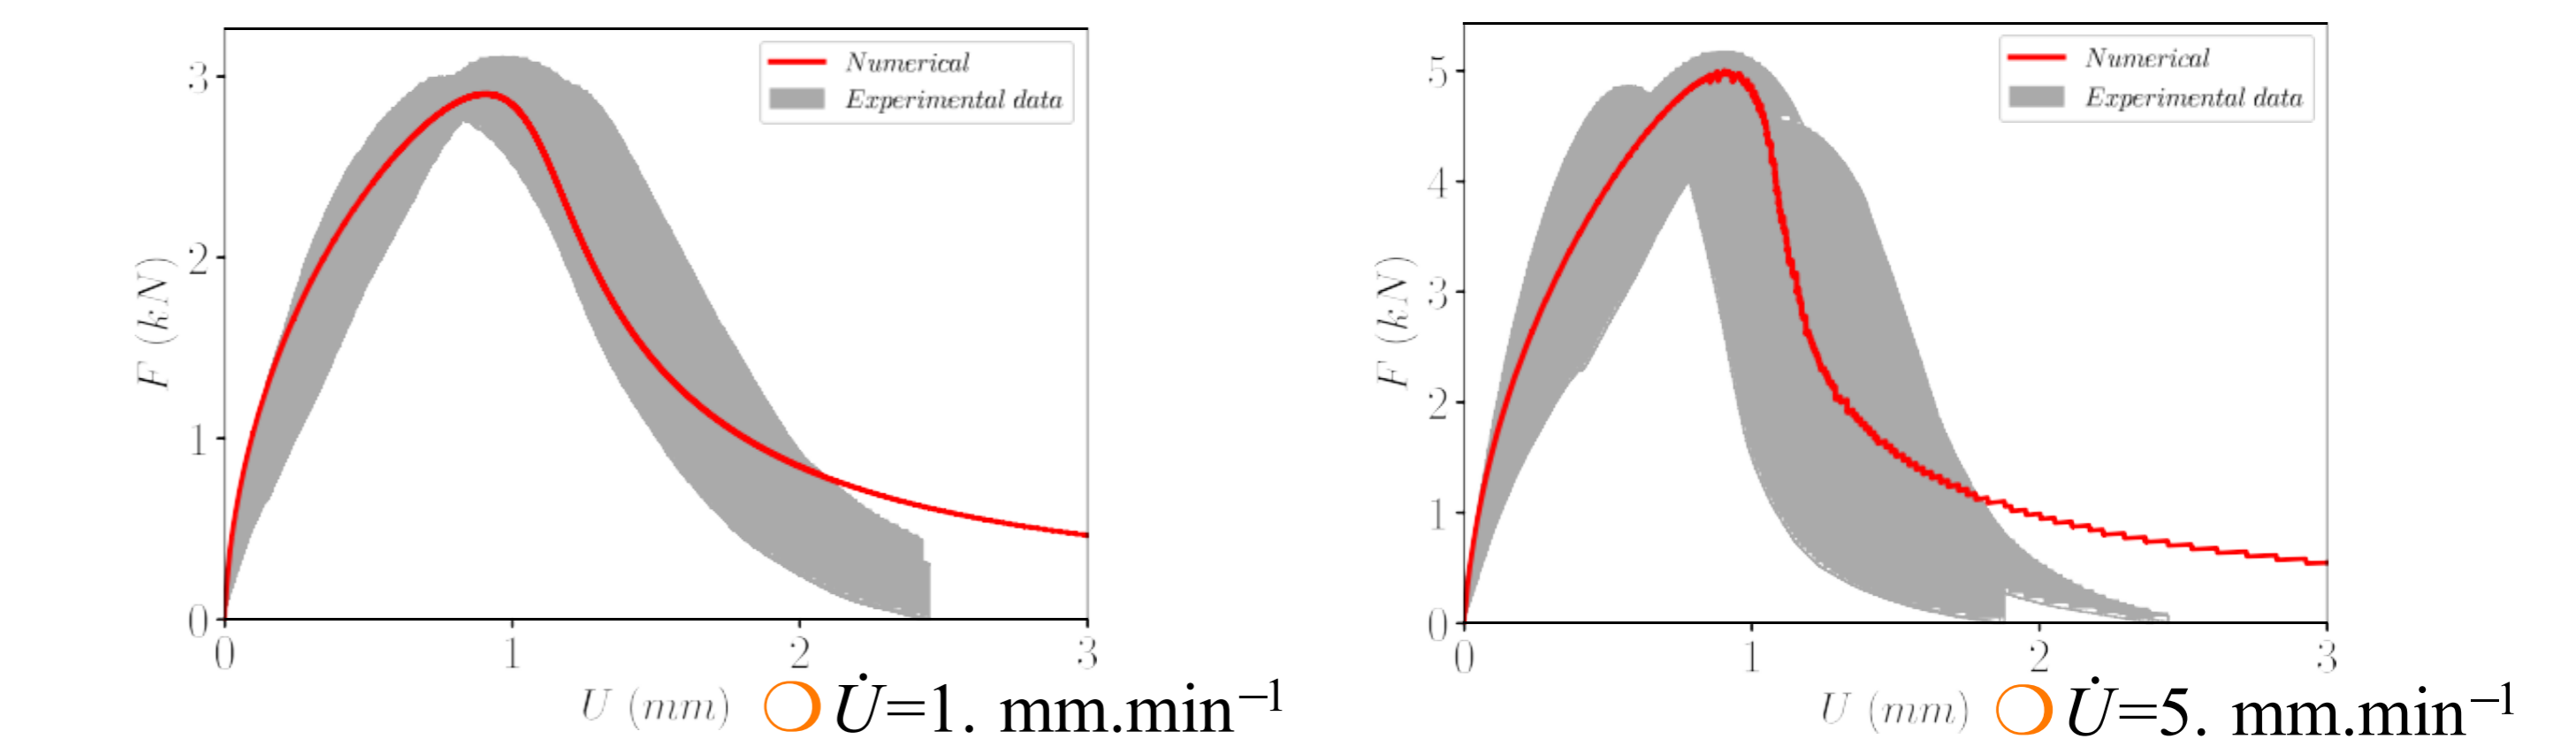 Numerical
Experimental data
F (kN)
3
2
1
0
0 1 2 3
U (mm)
U̇=1. mm.min⁻¹
Numerical
Experimental data
F (kN)
5
4
3
2
1
0
0 1 2 3
U (mm)
U̇=5. mm.min⁻¹